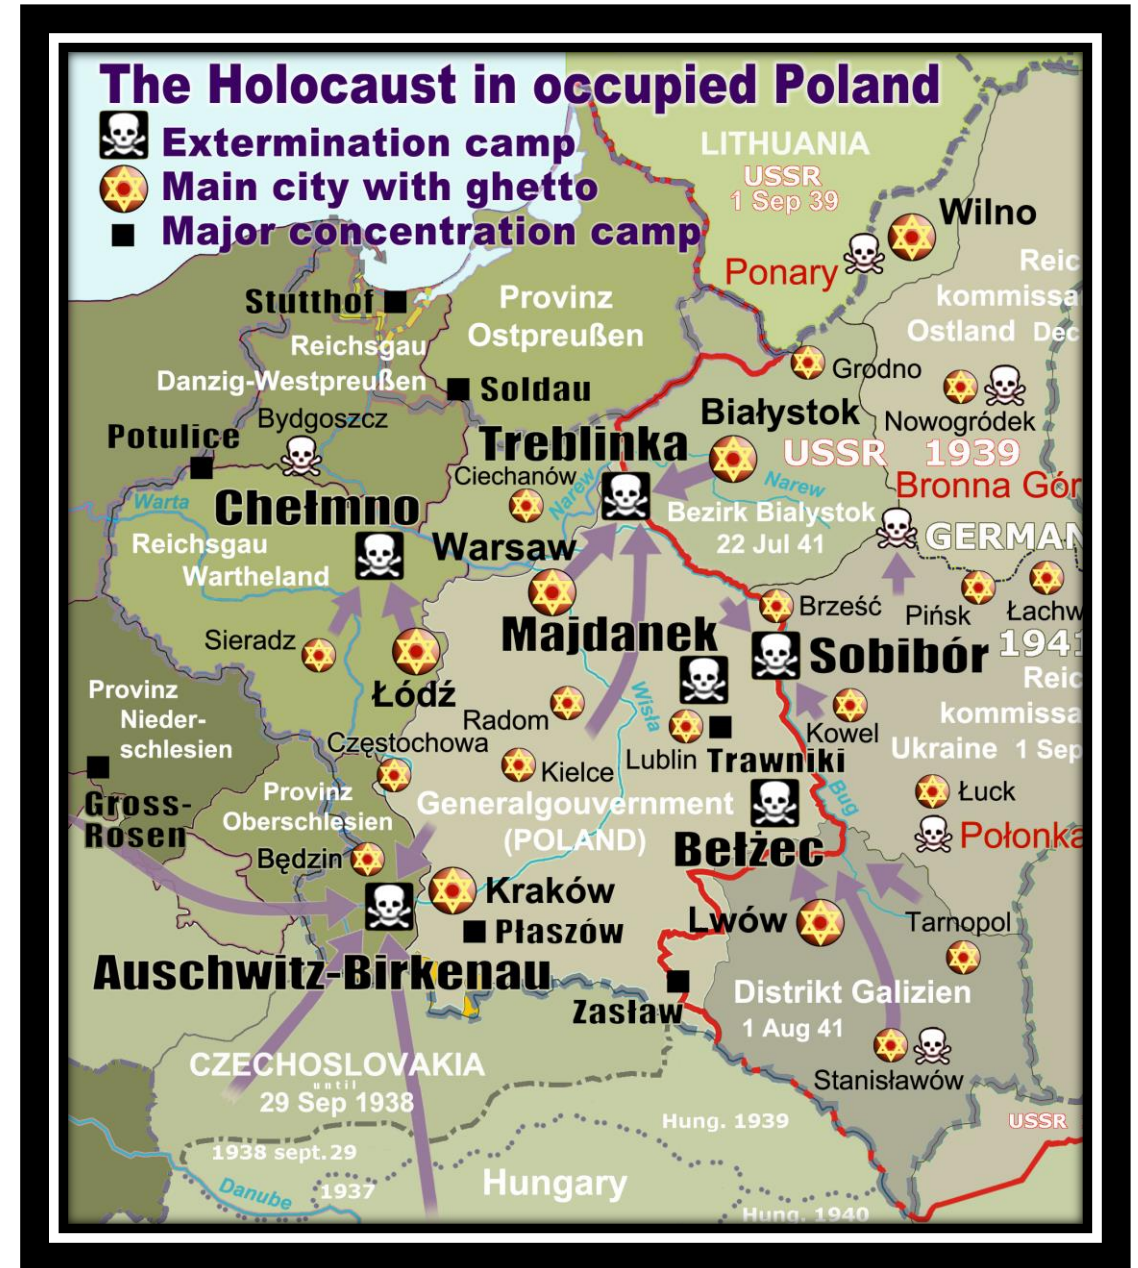 The Holocaust in occupied Poland
Extermination camp
Main city with ghetto
Major concentration camp
LITHUANIA
USSR
1 Sep 39
Wilno
Ponary
Reic
kommissa
Ostland Dec
Stutthof
Provinz
Ostpreußen
Reichsgau
Danzig-Westpreußen
Grodno
Soldau
Nowogródek
Białystok
Bydgoszcz
Potulice
Treblinka
USSR 1939
Ciechanów
Narew
Narew
Bronna Gór
Warta
Chełmno
Bezirk Bialystok
22 Jul 41
GERMAN
Reichsgau
Wartheland
Warsaw
Brześć
Pińsk
Łachw
Majdanek
Sobibór
1941
Sieradz
Łódź
Wisła
Reic
kommissa
Ukraine 1 Sep
Provinz
Nieder-
schlesien
Radom
Kowel
Częstochowa
Kielce
Lublin
Trawniki
Gross-
Rosen
Provinz
Oberschlesien
Generalgouvernment
(POLAND)
Bug
Łuck
Połonka
Bełżec
Będzin
Kraków
Płaszów
Lwów
Tarnopol
Auschwitz-Birkenau
Zasław
Distrikt Galizien
1 Aug 41
Stanisławów
CZECHOSLOVAKIA
until
29 Sep 1938
Hung. 1939
USSR
1938 sept.29
Danube
1937
Hungary
Hung. 1940